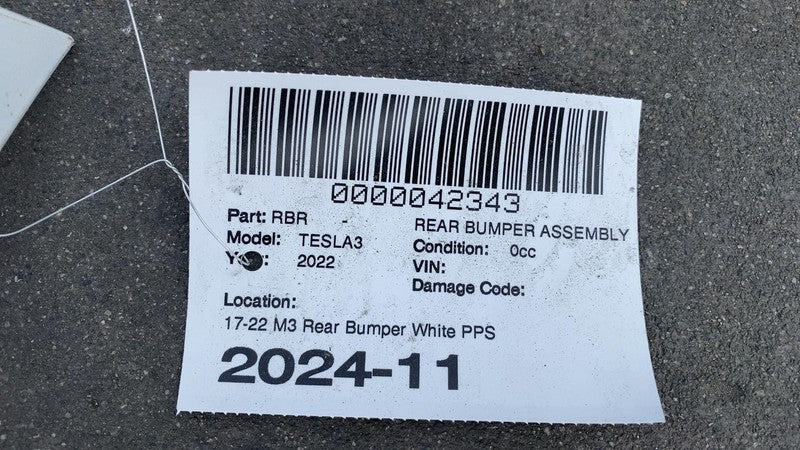 0000042343
Part: RBR REAR BUMPER ASSEMBLY
Model: TESLA3 Condition: 0cc
2022 VIN:
Damage Code:
Location:
17-22 M3 Rear Bumper White PPS
2024-11